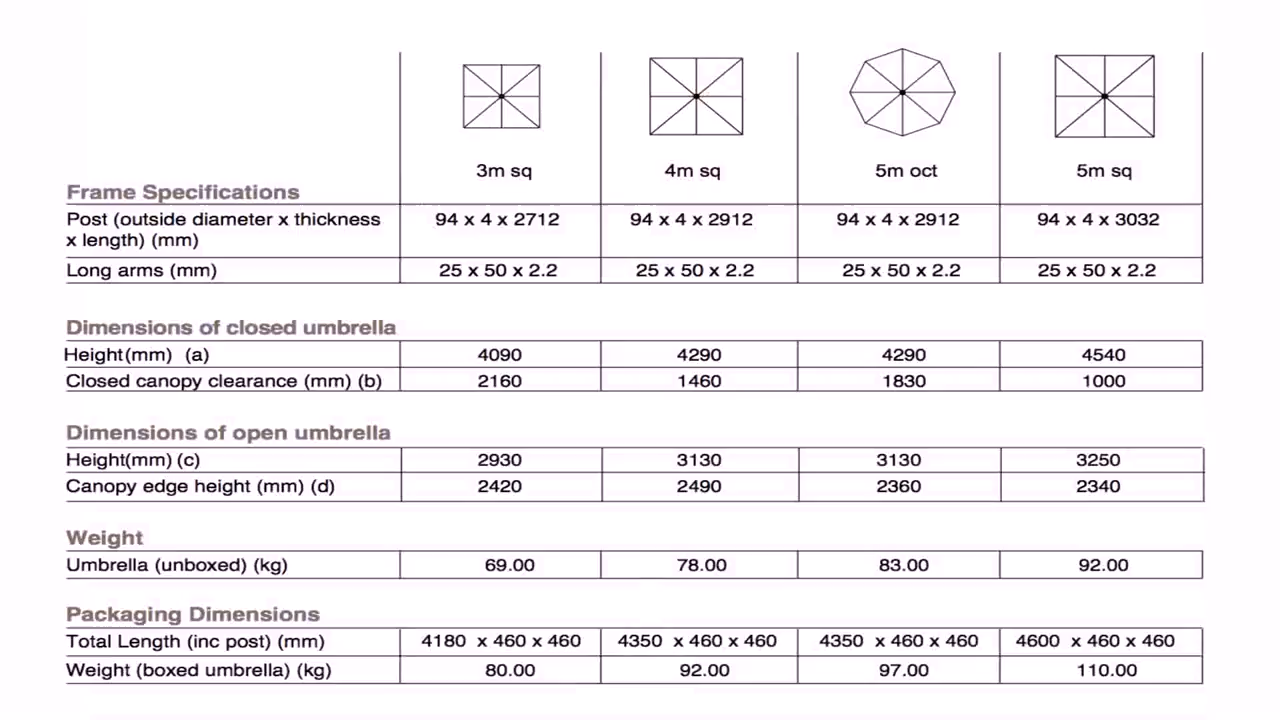 3m sq 4m sq 5m oct 5m sq
Frame Specifications
Post (outside diameter x thickness 94 x 4 x 2712 94 x 4 x 2912 94 x 4 x 2912 94 x 4 x 3032
x length) (mm)
Long arms (mm) 25 x 50 x 2.2 25 x 50 x 2.2 25 x 50 x 2.2 25 x 50 x 2.2
Dimensions of closed umbrella
Height(mm) (a) 4090 4290 4290 4540
Closed canopy clearance (mm) (b) 2160 1460 1830 1000
Dimensions of open umbrella
Height(mm) (c) 2930 3130 3130 3250
Canopy edge height (mm) (d) 2420 2490 2360 2340
Weight
Umbrella (unboxed) (kg) 69.00 78.00 83.00 92.00
Packaging Dimensions
Total Length (inc post) (mm) 4180 x 460 x 460 4350 x 460 x 460 4350 x 460 x 460 4600 x 460 x 460
Weight (boxed umbrella) (kg) 80.00 92.00 97.00 110.00